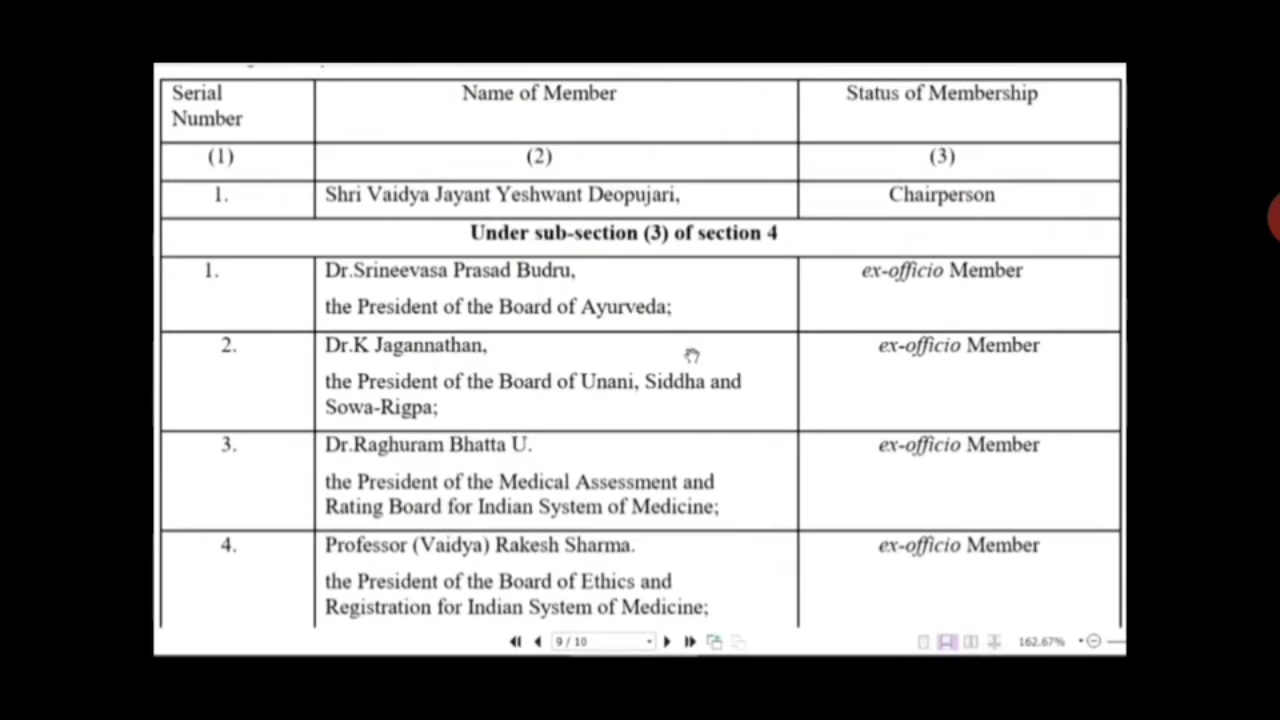 Serial Number
Name of Member
Status of Membership
(1)
(2)
(3)
1.
Shri Vaidya Jayant Yeshwant Deopujari,
Chairperson
Under sub-section (3) of section 4
1.
Dr.Srineevasa Prasad Budru,
ex-officio Member
the President of the Board of Ayurveda;
2.
Dr.K Jagannathan,
ex-officio Member
the President of the Board of Unani, Siddha and
Sowa-Rigpa;
3.
Dr.Raghuram Bhatta U.
ex-officio Member
the President of the Medical Assessment and
Rating Board for Indian System of Medicine;
4.
Professor (Vaidya) Rakesh Sharma.
ex-officio Member
the President of the Board of Ethics and
Registration for Indian System of Medicine;
9 / 10
162.67%